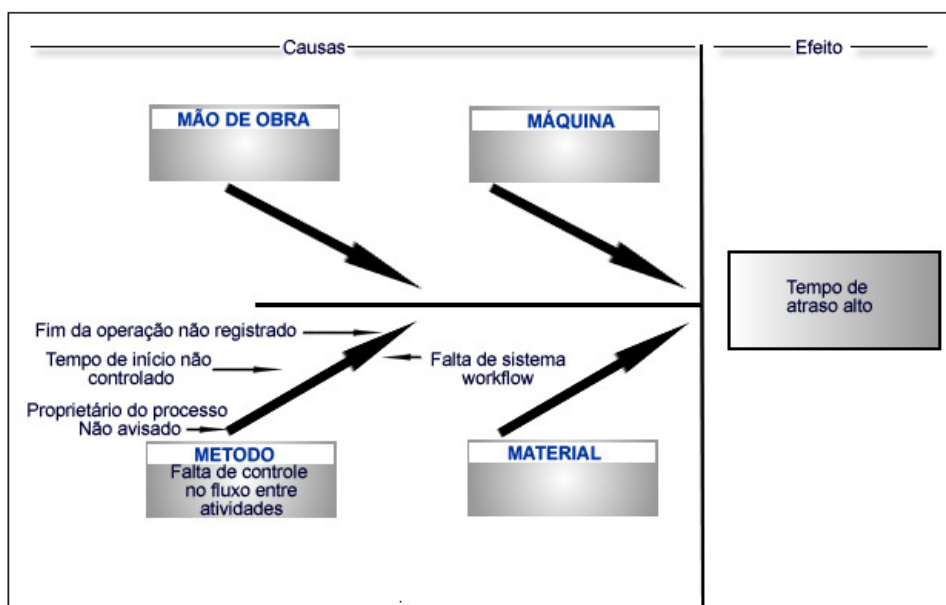 Causas
Efeito
MÃO DE OBRA
MÁQUINA
Tempo de
atraso alto
Fim da operação não registrado
Tempo de início não
controlado
Falta de sistema
workflow
Proprietário do processo
Não avisado
METODO
Falta de controle
no fluxo entre
atividades
MATERIAL